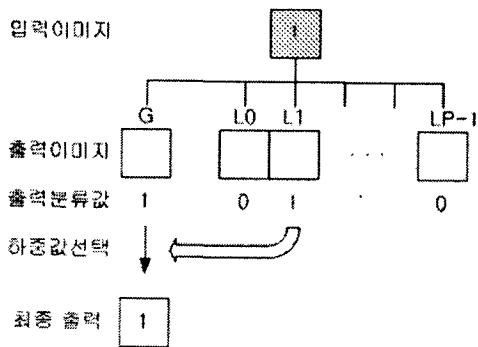 입력이미지 1
G L0 L1 LP-1
출력이미지 ...
출력분류값 1 0 1 . 0
하중값선택
최종 출력 1